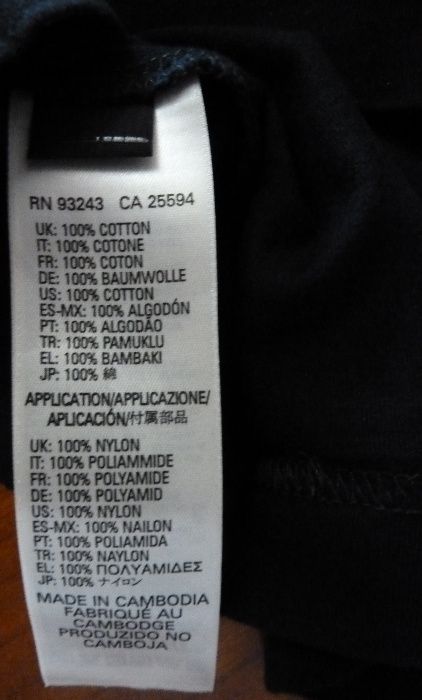 RN 93243 CA 25594
UK: 100% COTTON
IT: 100% COTONE
FR: 100% COTON
DE: 100% BAUMWOLLE
US: 100% COTTON
ES-MX: 100% ALGODÓN
PT: 100% ALGODÃO
TR: 100% PAMUKLU
EL: 100% BAMBAKI
JP: 100% 綿
APPLICATION/APPLICAZIONE/
APLICACIÓN/付属部品
UK: 100% NYLON
IT: 100% POLIAMMIDE
FR: 100% POLYAMIDE
DE: 100% POLYAMID
US: 100% NYLON
ES-MX: 100% NAILON
PT: 100% POLIAMIDA
TR: 100% NAYLON
EL: 100% ΠΟΛΥΑΜΙΔΕΣ
JP: 100% ナイロン
MADE IN CAMBODIA
FABRIQUÉ AU
CAMBODGE
PRODUZIDO NO
CAMBOJA